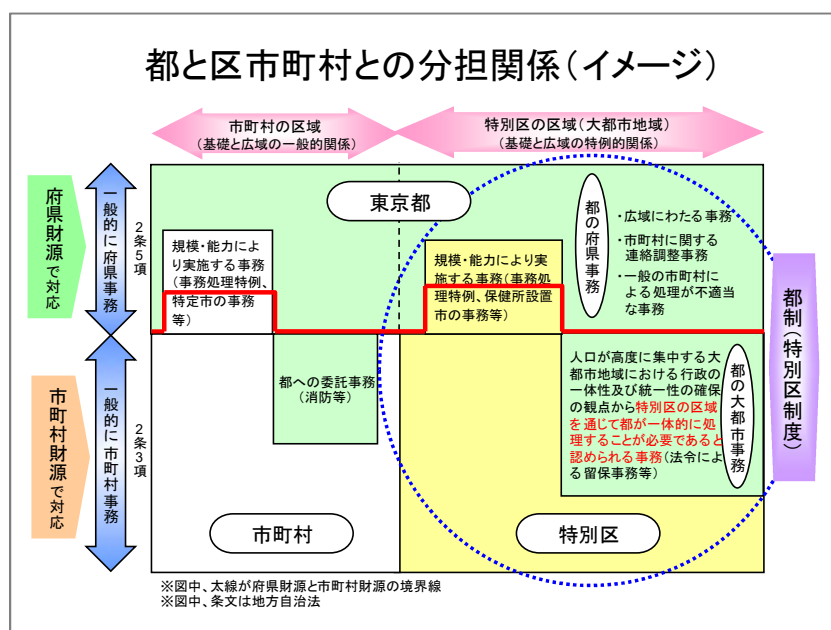 都と区市町村との分担関係（イメージ）
市町村の区域
（基礎と広域の一般的関係）
特別区の区域（大都市地域）
（基礎と広域の特例的関係）
府県財源で対応
一般的に府県事務
2条5項
東京都
規模・能力によ
り実施する事務
（事務処理特例、
特定市の事務
等）
規模・能力により実
施する事務（事務処
理特例、保健所設置
市の事務等）
都の府県事務
・広域にわたる事務
・市町村に関する
連絡調整事務
・一般の市町村
による処理が不適当
な事務
都制（特別区制度）
市町村財源で対応
一般的に市町村事務
2条3項
都への委託事務
（消防等）
人口が高度に集中する大
都市地域における行政の
一体性及び統一性の確保
の観点から特別区の区域
を通じて都が一体的に処
理することが必要であると
認められる事務（法令によ
る留保事務等）
都の大都市事務
市町村
特別区
※図中、太線が府県財源と市町村財源の境界線
※図中、条文は地方自治法